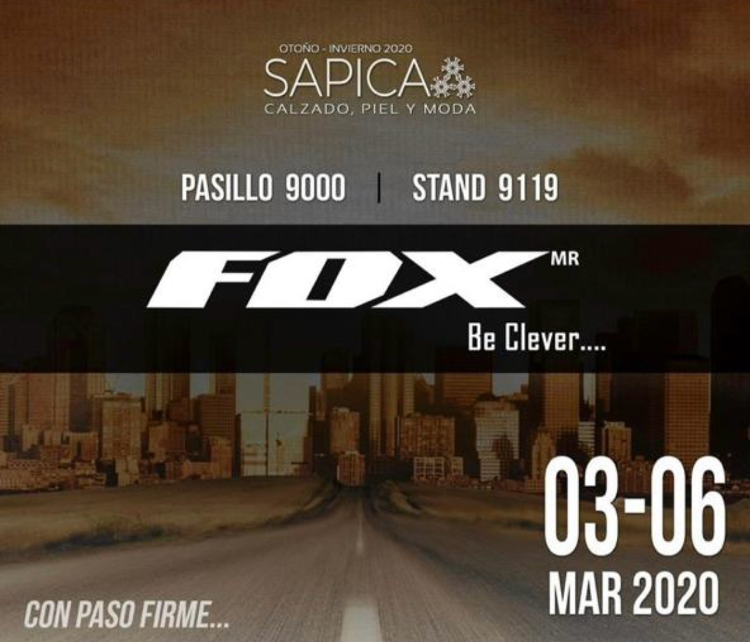 OTOÑO - INVIERNO 2020
SAPICA
CALZADO, PIEL Y MODA
PASILLO 9000 | STAND 9119
FOX MR
Be Clever....
03-06
MAR 2020
CON PASO FIRME...